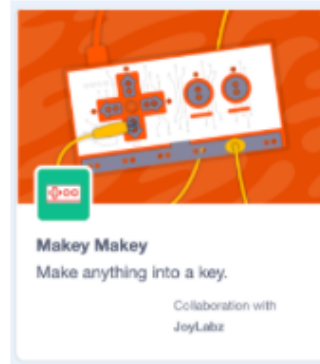 Makey Makey
Make anything into a key.
Collaboration with
JoyLabz